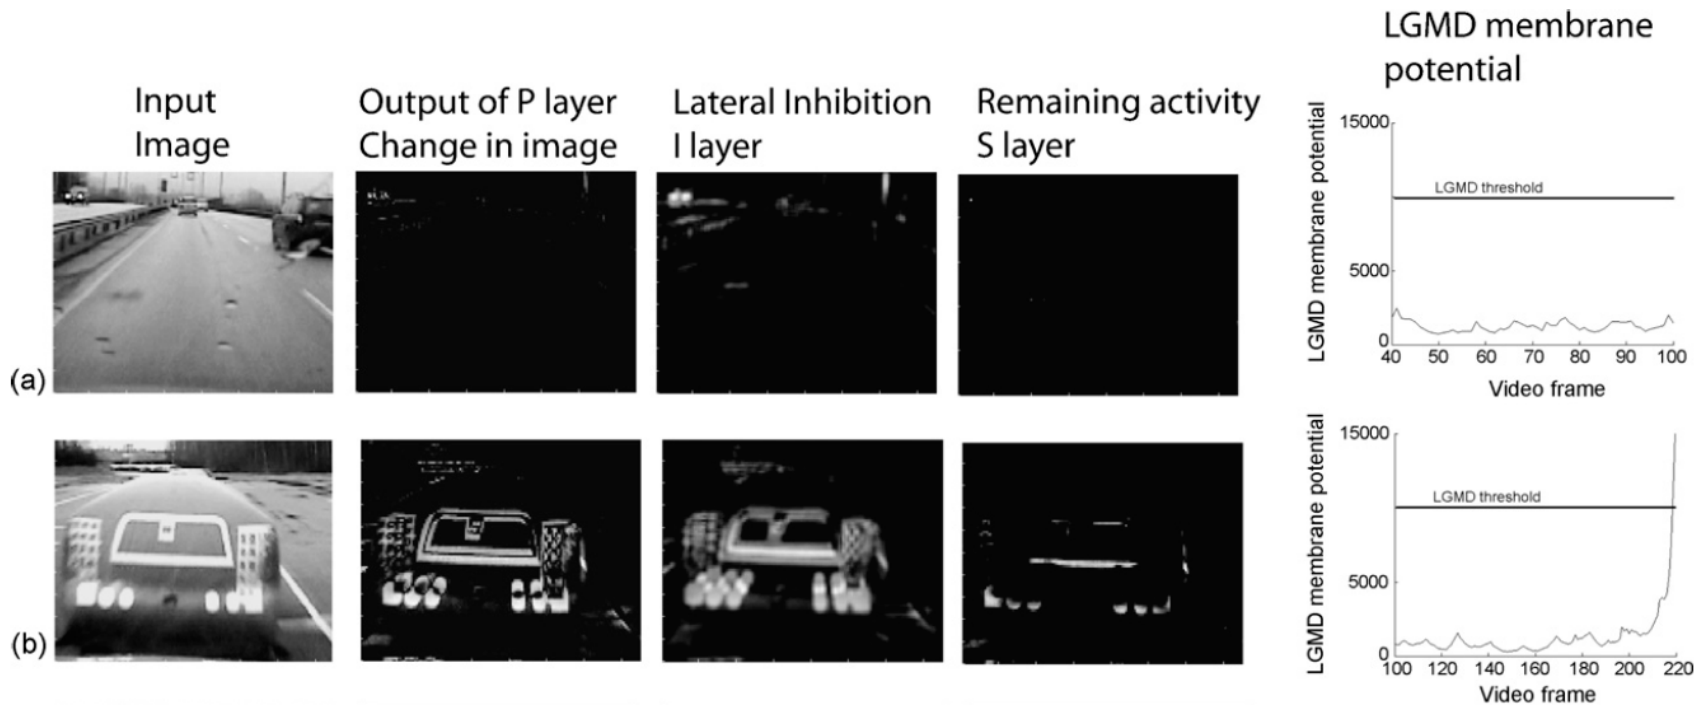 LGMD membrane
potential
Input
Image
Output of P layer
Change in image
Lateral Inhibition
I layer
Remaining activity
S layer
(a)
LGMD membrane potential
15000
5000
0
LGMD threshold
40 50 60 70 80 90 100
Video frame
(b)
LGMD membrane potential
15000
5000
0
LGMD threshold
100 120 140 160 180 200 220
Video frame